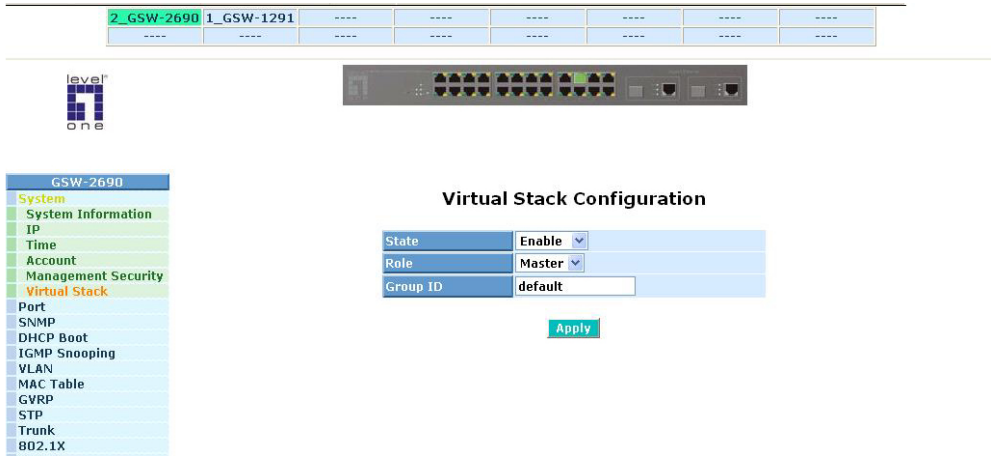 2_GSW-2690 1_GSW-1291 ---- ---- ---- ---- ---- ----
---- ---- ---- ---- ---- ---- ---- ----
level
one
GSW-2690
System
System Information
IP
Time
Account
Management Security
Virtual Stack
Port
SNMP
DHCP Boot
IGMP Snooping
VLAN
MAC Table
GVRP
STP
Trunk
802.1X
Virtual Stack Configuration
State Enable
Role Master
Group ID default
Apply